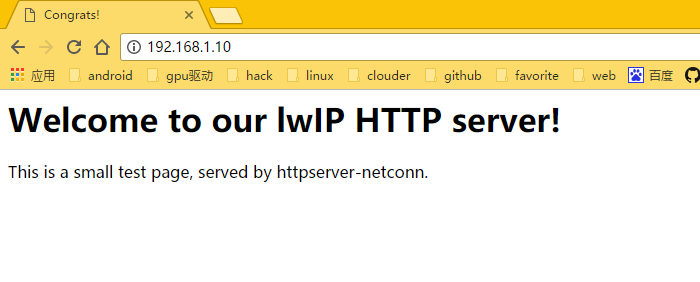 Congrats!
192.168.1.10
应用 android gpu驱动 hack linux clouder github favorite web 百度
Welcome to our lwIP HTTP server!
This is a small test page, served by httpserver-netconn.